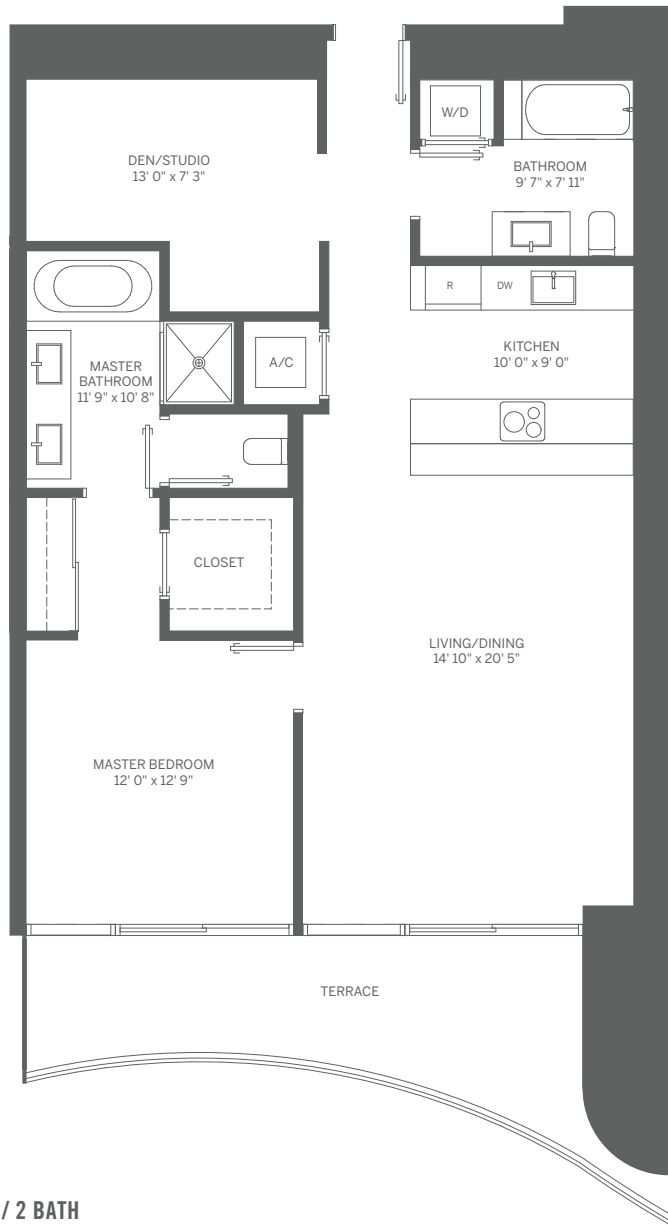 W/D
DEN/STUDIO
13' 0" x 7' 3"
BATHROOM
9' 7" x 7' 11"
R
DW
KITCHEN
10' 0" x 9' 0"
A/C
MASTER
BATHROOM
11' 9" x 10' 8"
CLOSET
LIVING/DINING
14' 10" x 20' 5"
MASTER BEDROOM
12' 0" x 12' 9"
TERRACE
/ 2 BATH